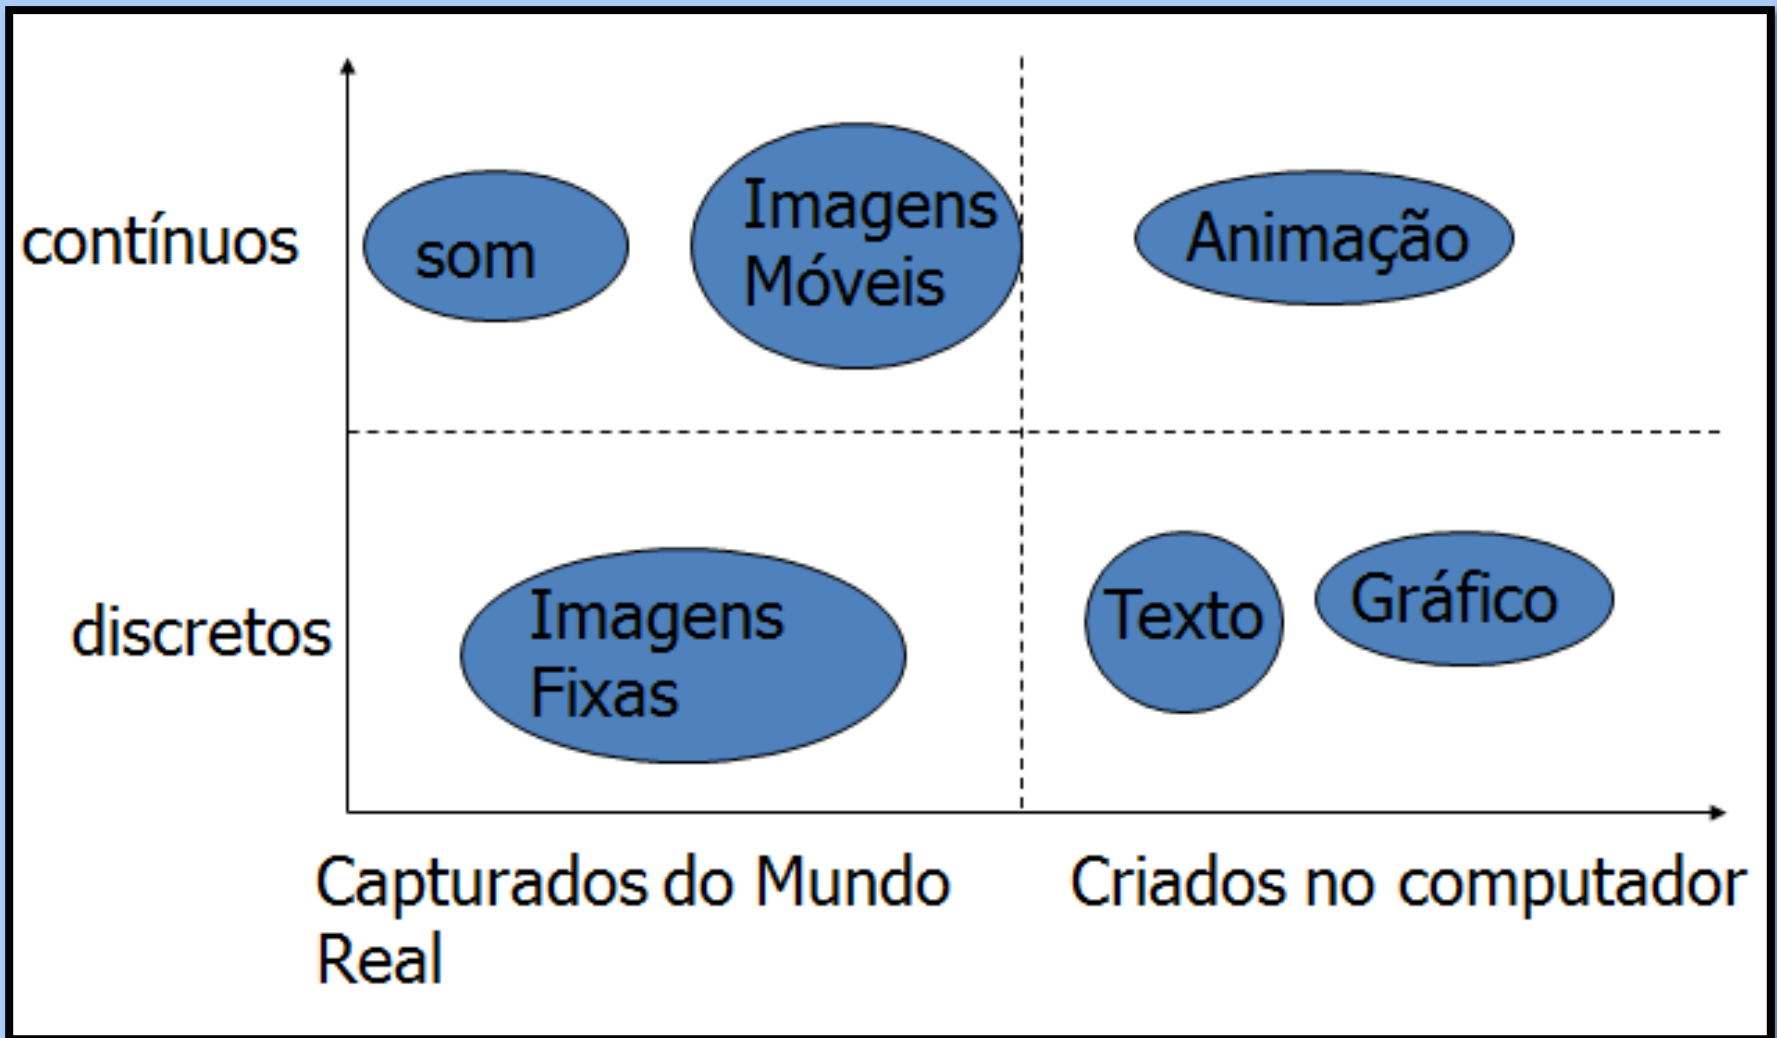 contínuos
som
Imagens
Móveis
Animação
discretos
Imagens
Fixas
Texto
Gráfico
Capturados do Mundo
Real
Criados no computador